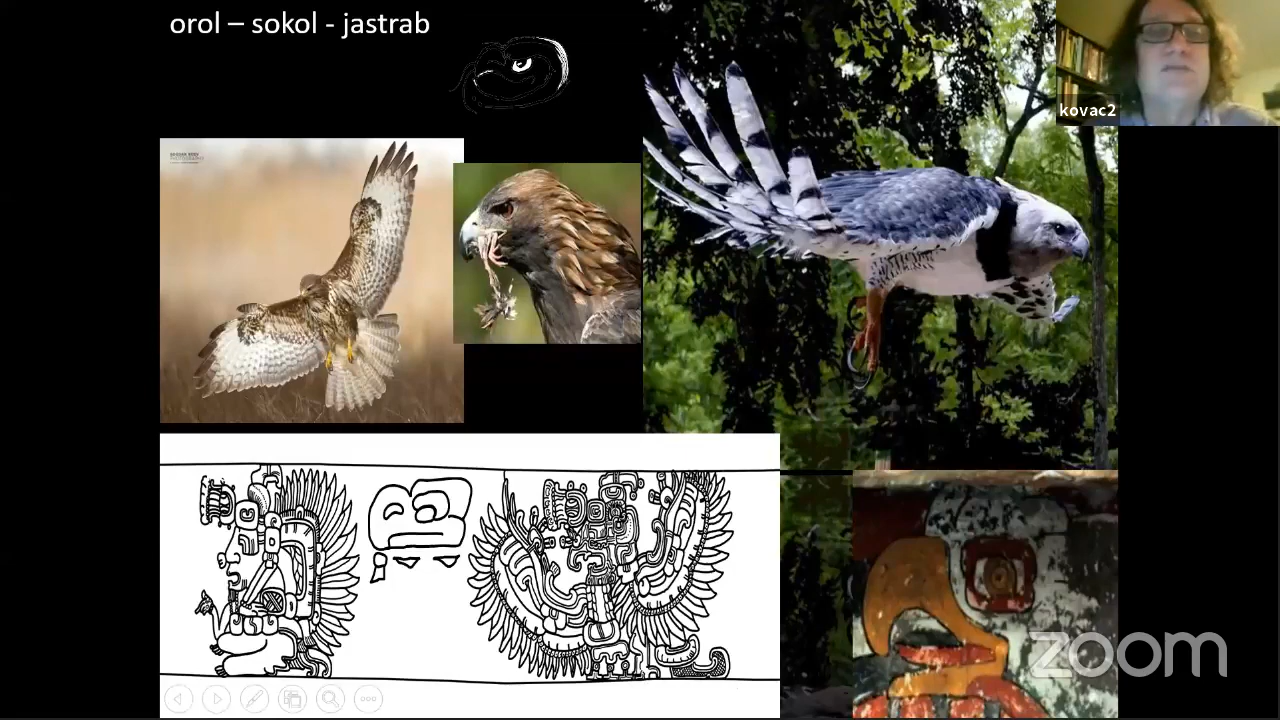 orol – sokol - jastrab
kovac2
zoom